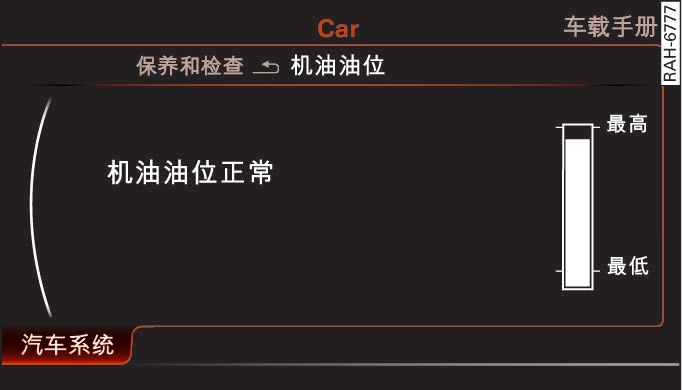 Car
车载手册
保养和检查 机油油位
最高
机油油位正常
最低
汽车系统
RAH-6777